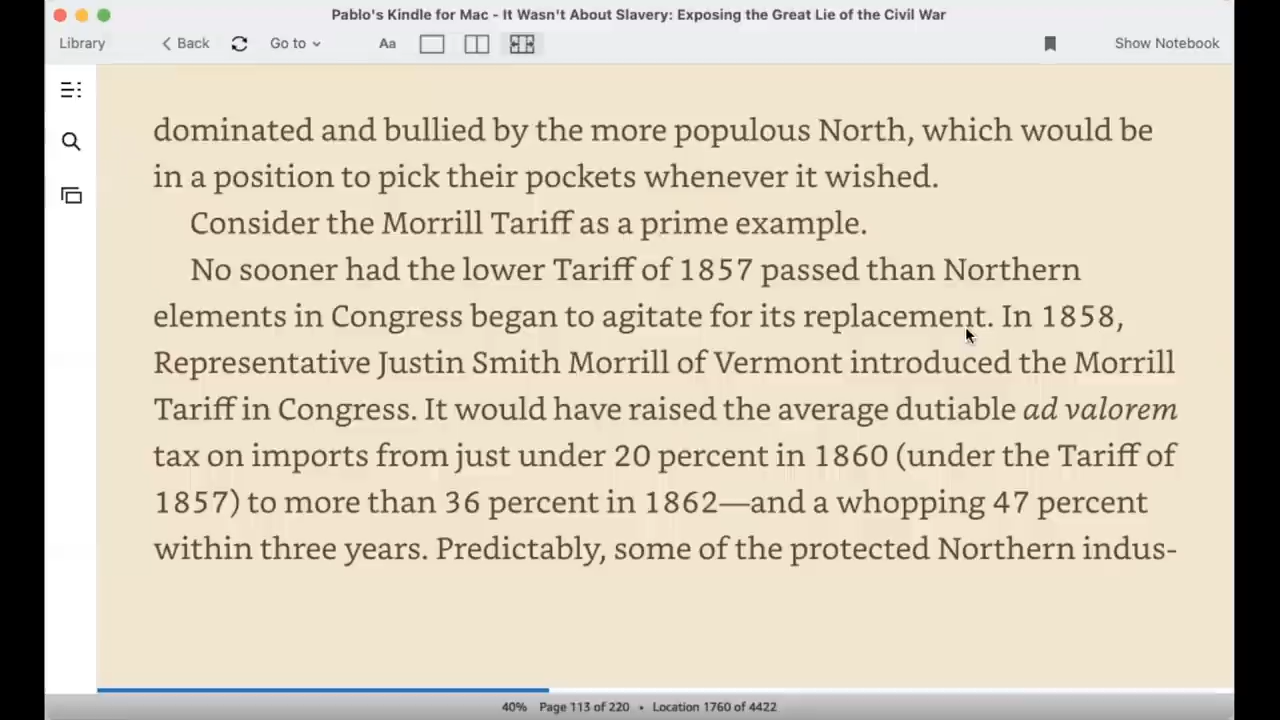 Pablo's Kindle for Mac - It Wasn't About Slavery: Exposing the Great Lie of the Civil War
Library
Back
Go to
Aa
Show Notebook
dominated and bullied by the more populous North, which would be
in a position to pick their pockets whenever it wished.
Consider the Morrill Tariff as a prime example.
No sooner had the lower Tariff of 1857 passed than Northern
elements in Congress began to agitate for its replacement. In 1858,
Representative Justin Smith Morrill of Vermont introduced the Morrill
Tariff in Congress. It would have raised the average dutiable ad valorem
tax on imports from just under 20 percent in 1860 (under the Tariff of
1857) to more than 36 percent in 1862—and a whopping 47 percent
within three years. Predictably, some of the protected Northern indus-
40% Page 113 of 220 • Location 1760 of 4422